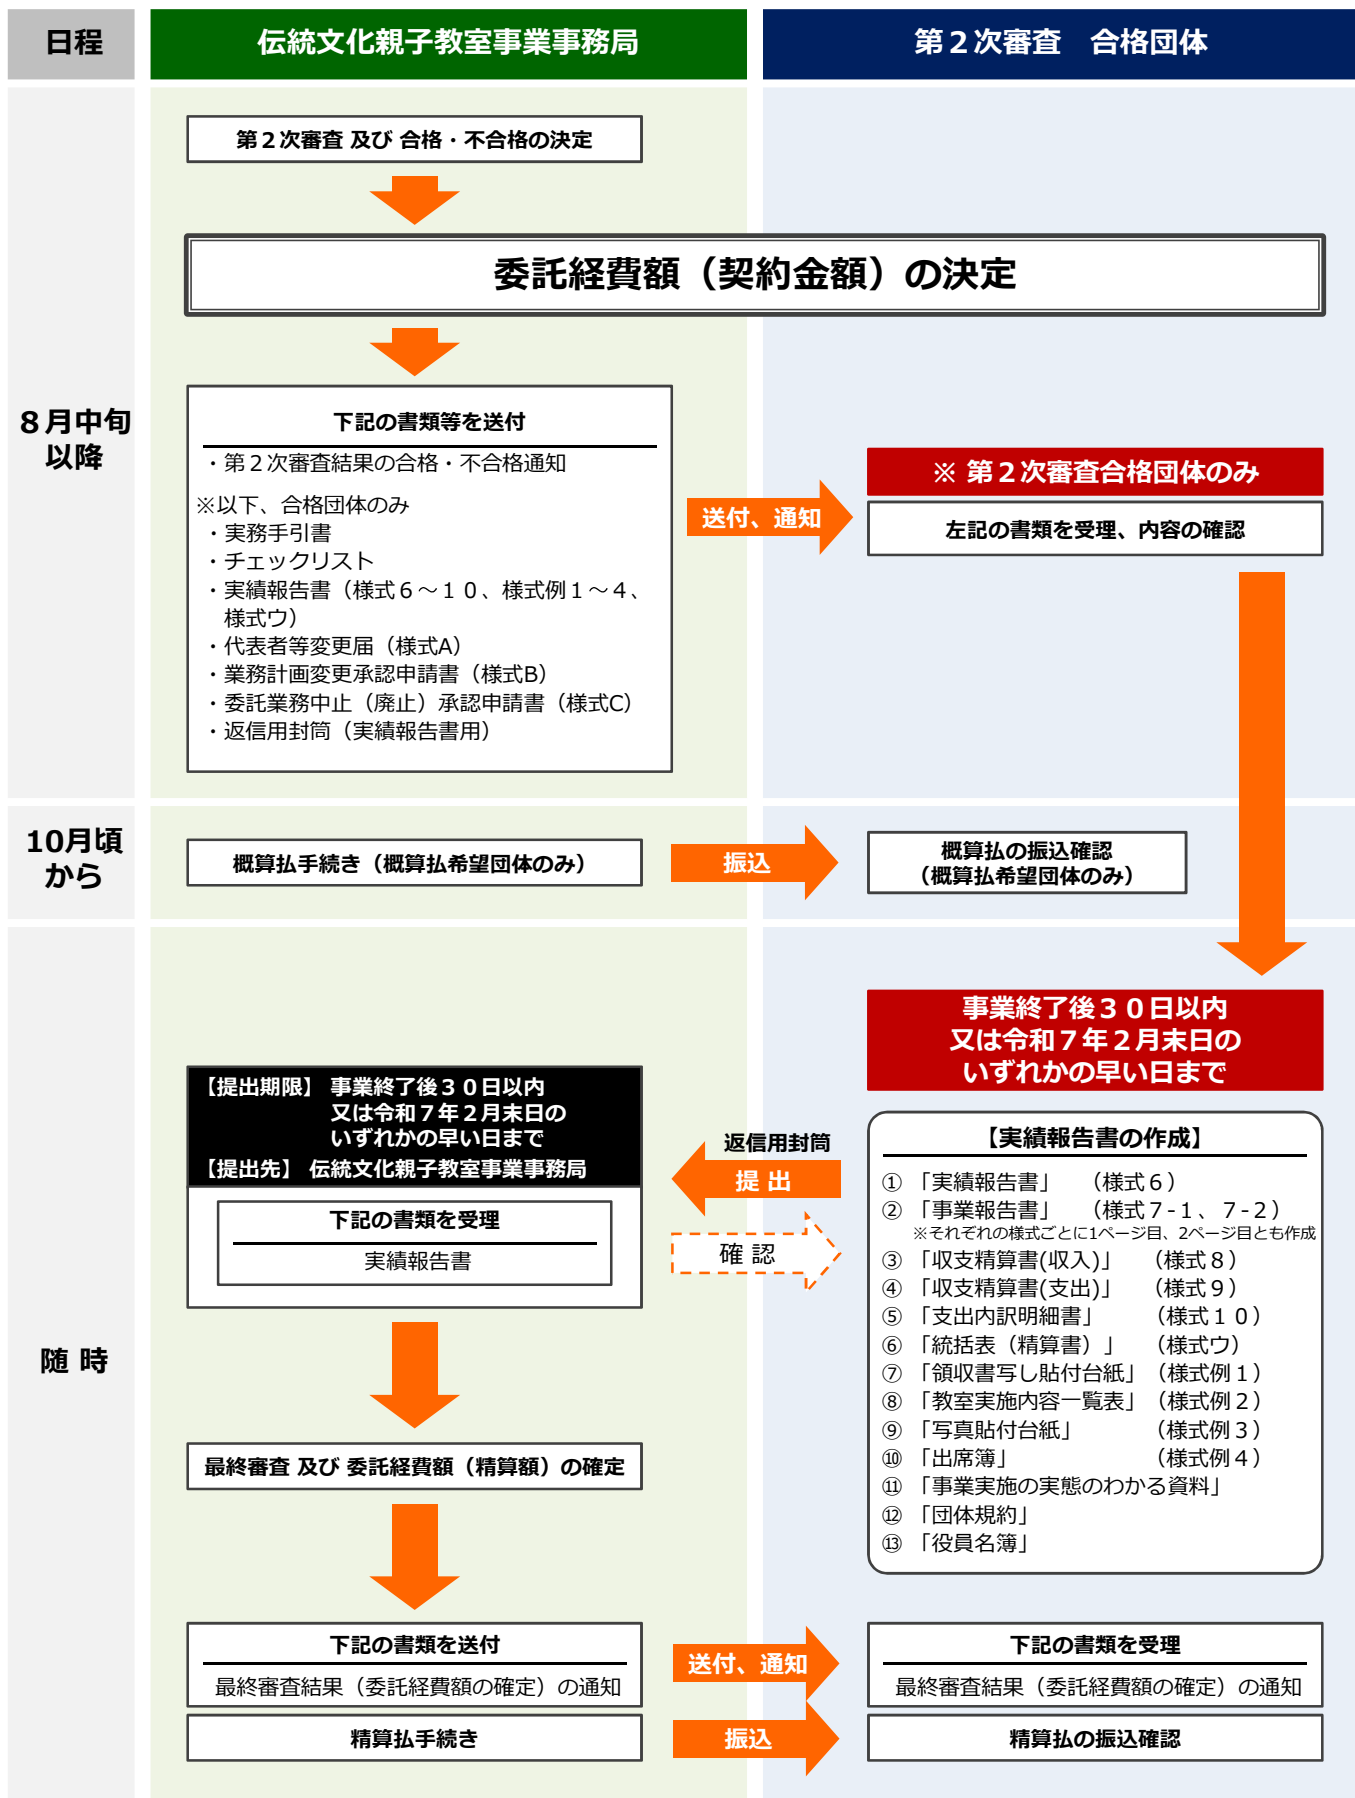 日程
伝統文化親子教室事業事務局
第２次審査　合格団体
８月中旬
以降
第２次審査 及び 合格・不合格の決定
委託経費額（契約金額）の決定
下記の書類等を送付
・第２次審査結果の合格・不合格通知
※以下、合格団体のみ
・実務手引書
・チェックリスト
・実績報告書（様式６～１０、様式例１～４、
様式ウ）
・代表者等変更届（様式A）
・業務計画変更承認申請書（様式B）
・委託業務中止（廃止）承認申請書（様式C）
・返信用封筒（実績報告書用）
送付、通知
※ 第２次審査合格団体のみ
左記の書類を受理、内容の確認
10月頃
から
概算払手続き（概算払希望団体のみ）
振込
概算払の振込確認
（概算払希望団体のみ）
随 時
事業終了後３０日以内
又は令和７年２月末日の
いずれかの早い日まで
【提出期限】 事業終了後３０日以内
又は令和７年２月末日の
いずれかの早い日まで
【提出先】 伝統文化親子教室事業事務局
下記の書類を受理
実績報告書
返信用封筒
提 出
確 認
【実績報告書の作成】
① 「実績報告書」 （様式６）
② 「事業報告書」 （様式７-１、７-２）
※それぞれの様式ごとに1ページ目、2ページ目とも作成
③ 「収支精算書(収入)」 （様式８）
④ 「収支精算書(支出)」 （様式９）
⑤ 「支出内訳明細書」 （様式１０）
⑥ 「統括表（精算書）」 （様式ウ）
⑦ 「領収書写し貼付台紙」（様式例１）
⑧ 「教室実施内容一覧表」（様式例２）
⑨ 「写真貼付台紙」 （様式例３）
⑩ 「出席簿」 （様式例４）
⑪ 「事業実施の実態のわかる資料」
⑫ 「団体規約」
⑬ 「役員名簿」
最終審査 及び 委託経費額（精算額）の確定
下記の書類を送付
最終審査結果（委託経費額の確定）の通知
送付、通知
下記の書類を受理
最終審査結果（委託経費額の確定）の通知
精算払手続き
振込
精算払の振込確認